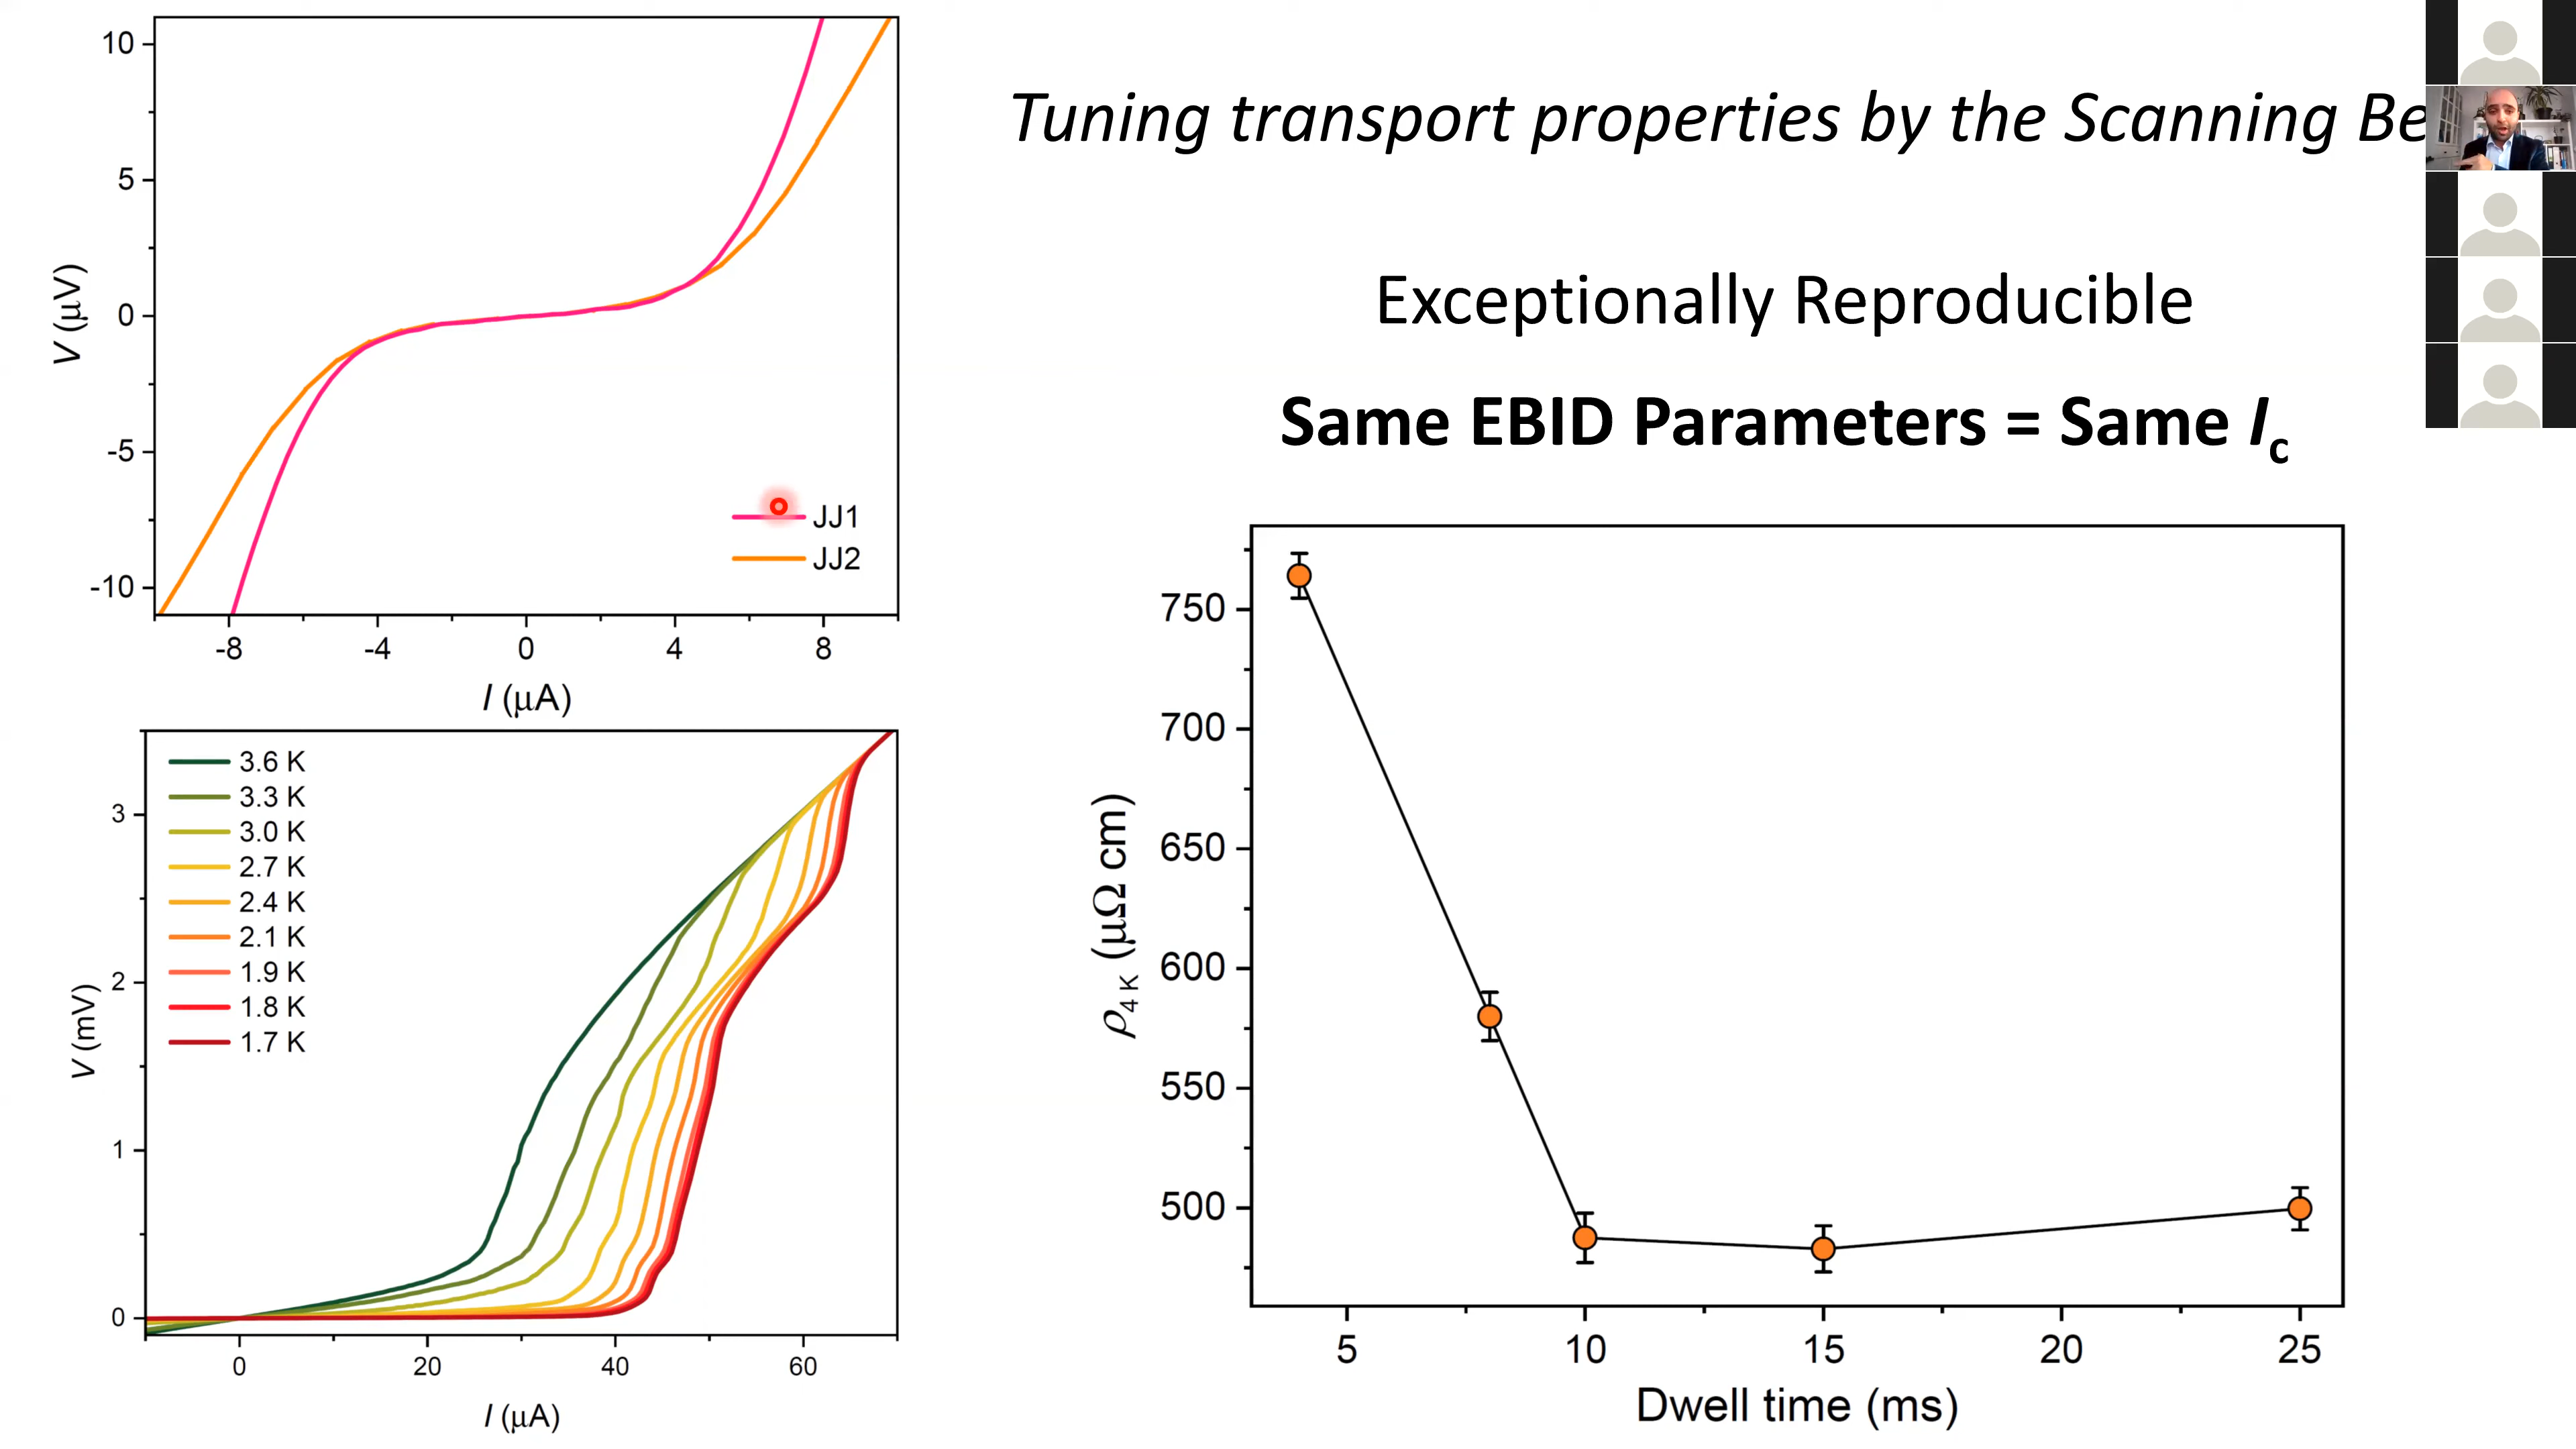 Tuning transport properties by the Scanning Be
Exceptionally Reproducible
Same EBID Parameters = Same Ic
10
5
0
-5
-10
V (μV)
JJ1
JJ2
-8 -4 0 4 8
I (μA)
3.6 K
3.3 K
3.0 K
2.7 K
2.4 K
2.1 K
1.9 K
1.8 K
1.7 K
3
2
1
0
V (mV)
0 20 40 60
I (μA)
750
700
650
600
550
500
ρ4 K (μΩ cm)
5 10 15 20 25
Dwell time (ms)